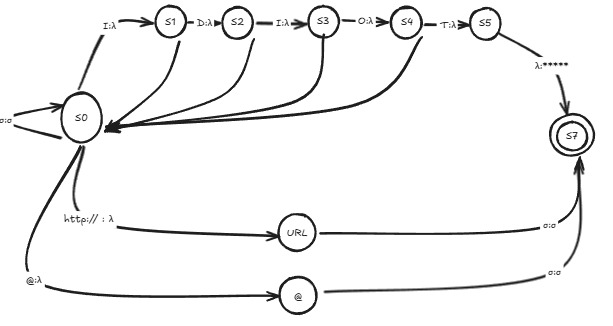 I:λ
S1
D:λ
S2
I:λ
S3
O:λ
S4
T:λ
S5
λ:*****
σ:σ
S0
S7
http:// : λ
URL
σ:σ
@:λ
@
σ:σ